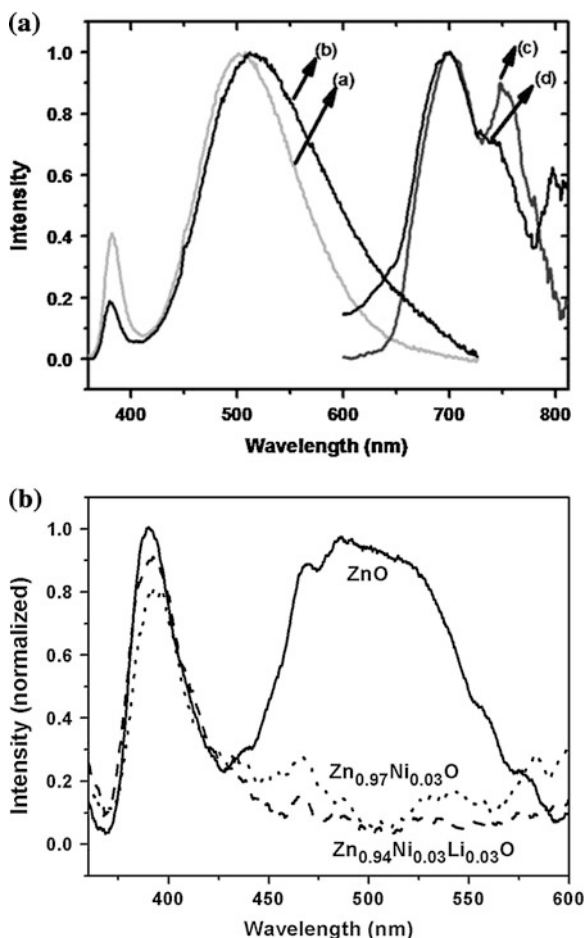 (a)
Intensity
1.0
0.8
0.6
0.4
0.2
0.0
(b)
(a)
(c)
(d)
400 500 600 700 800
Wavelength (nm)
(b)
Intensity (normalized)
1.0
0.8
0.6
0.4
0.2
0.0
ZnO
Zn0.97Ni0.03O
Zn0.94Ni0.03Li0.03O
400 450 500 550 600
Wavelength (nm)